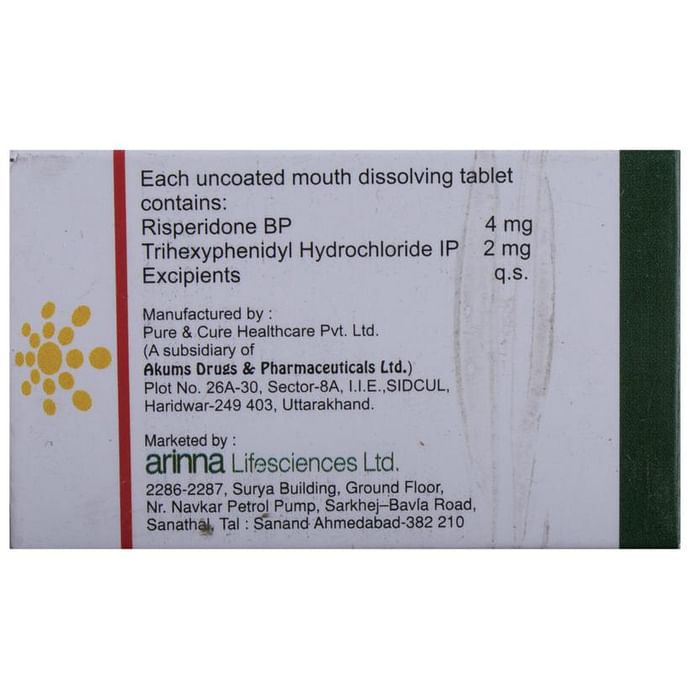 Each uncoated mouth dissolving tablet
contains:
Risperidone BP 4 mg
Trihexyphenidyl Hydrochloride IP 2 mg
Excipients q.s.
Manufactured by :
Pure & Cure Healthcare Pvt. Ltd.
(A subsidiary of
Akums Drugs & Pharmaceuticals Ltd.)
Plot No. 26A-30, Sector-8A, I.I.E.,SIDCUL,
Haridwar-249 403, Uttarakhand.
Marketed by :
arinna Lifesciences Ltd.
2286-2287, Surya Building, Ground Floor,
Nr. Navkar Petrol Pump, Sarkhej–Bavla Road,
Sanathal, Tal : Sanand Ahmedabad-382 210